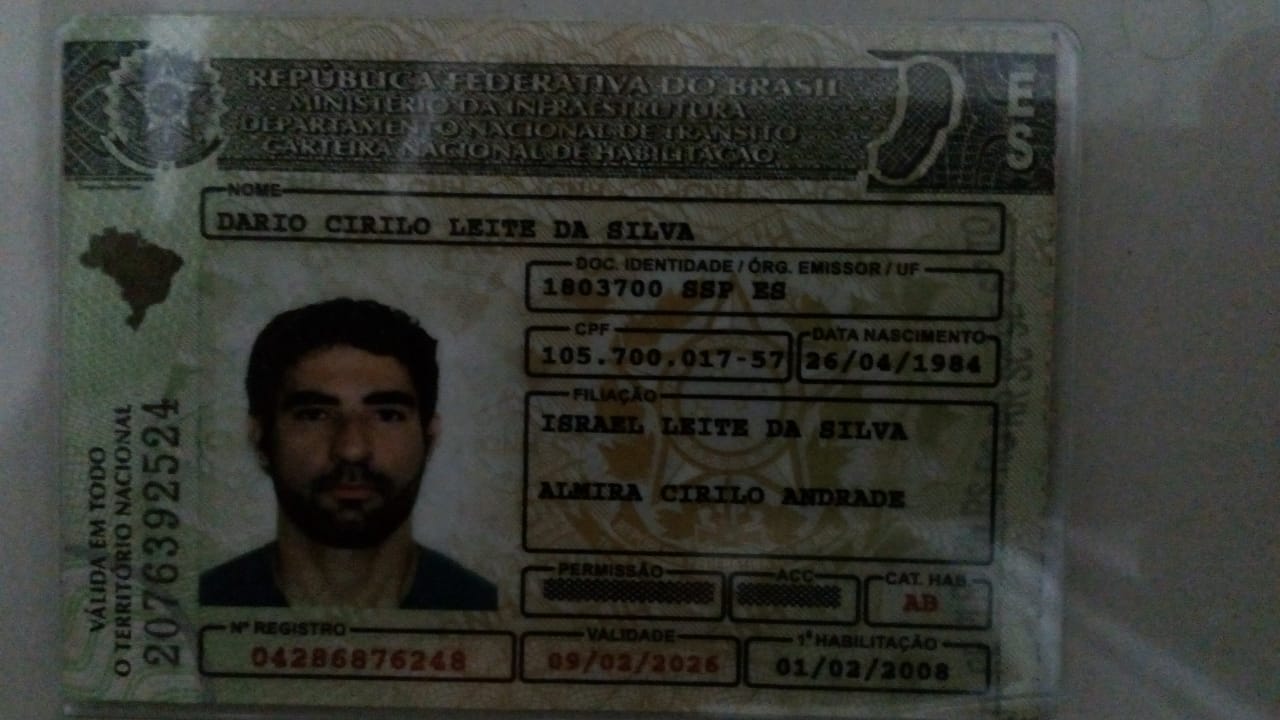 REPÚBLICA FEDERATIVA DO BRASIL
MINISTÉRIO DA INFRAESTRUTURA
DEPARTAMENTO NACIONAL DE TRÂNSITO
CARTEIRA NACIONAL DE HABILITAÇÃO
ES
NOME
DARIO CIRILO LEITE DA SILVA
DOC. IDENTIDADE / ÓRG. EMISSOR / UF
1803700 SSP ES
CPF
105.700.017-57
DATA NASCIMENTO
26/04/1984
FILIAÇÃO
ISRAEL LEITE DA SILVA
ALMIRA CIRILO ANDRADE
PERMISSÃO
ACC
CAT. HAB.
AB
Nº REGISTRO
04286876248
VALIDADE
09/02/2026
1ª HABILITAÇÃO
01/02/2008
VÁLIDA EM TODO
O TERRITÓRIO NACIONAL
2076392524